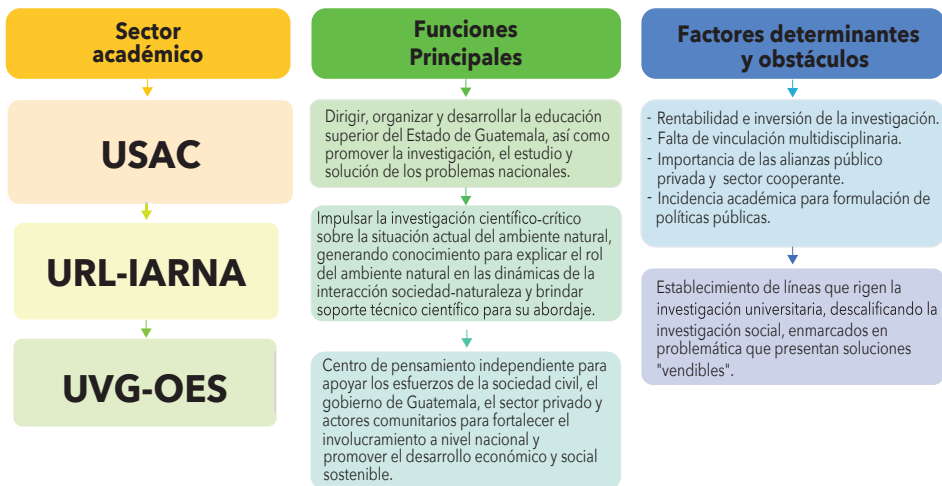 Sector
académico
USAC
URL-IARNA
UVG-OES
Funciones
Principales
Dirigir, organizar y desarrollar la educación
superior del Estado de Guatemala, así como
promover la investigación, el estudio y
solución de los problemas nacionales.
Impulsar la investigación científico-crítico
sobre la situación actual del ambiente natural,
generando conocimiento para explicar el rol
del ambiente natural en las dinámicas de la
interacción sociedad-naturaleza y brindar
soporte técnico científico para su abordaje.
Centro de pensamiento independiente para
apoyar los esfuerzos de la sociedad civil, el
gobierno de Guatemala, el sector privado y
actores comunitarios para fortalecer el
involucramiento a nivel nacional y
promover el desarrollo económico y social
sostenible.
Factores determinantes
y obstáculos
- Rentabilidad e inversión de la investigación.
- Falta de vinculación multidisciplinaria.
- Importancia de las alianzas público
privada y sector cooperante.
- Incidencia académica para formulación de
políticas públicas.
Establecimiento de líneas que rigen la
investigación universitaria, descalificando la
investigación social, enmarcados en
problemática que presentan soluciones
"vendibles".